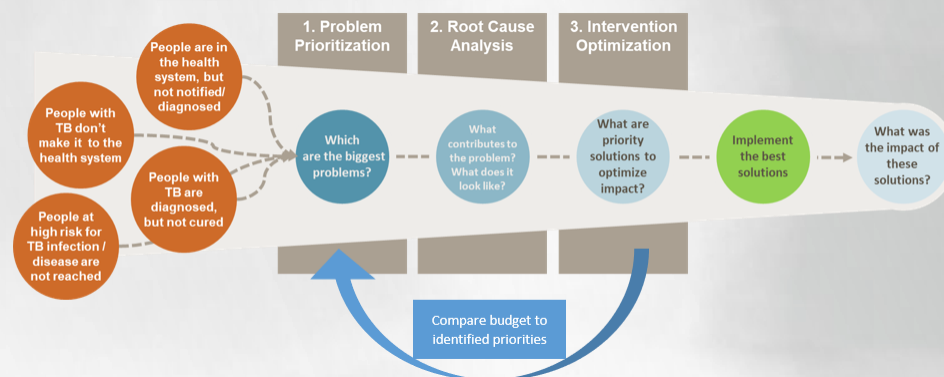 1. Problem
Prioritization
2. Root Cause
Analysis
3. Intervention
Optimization
People are in
the health
system, but
not notified/
diagnosed
People with
TB don't
make it to the
health system
People with
TB are
diagnosed,
but not cured
People at
high risk for
TB infection /
disease are
not reached
Which
are the biggest
problems?
What
contributes to
the problem?
What does it
look like?
What are
priority
solutions to
optimize
impact?
Implement
the best
solutions
What was
the impact of
these
solutions?
Compare budget to
identified priorities